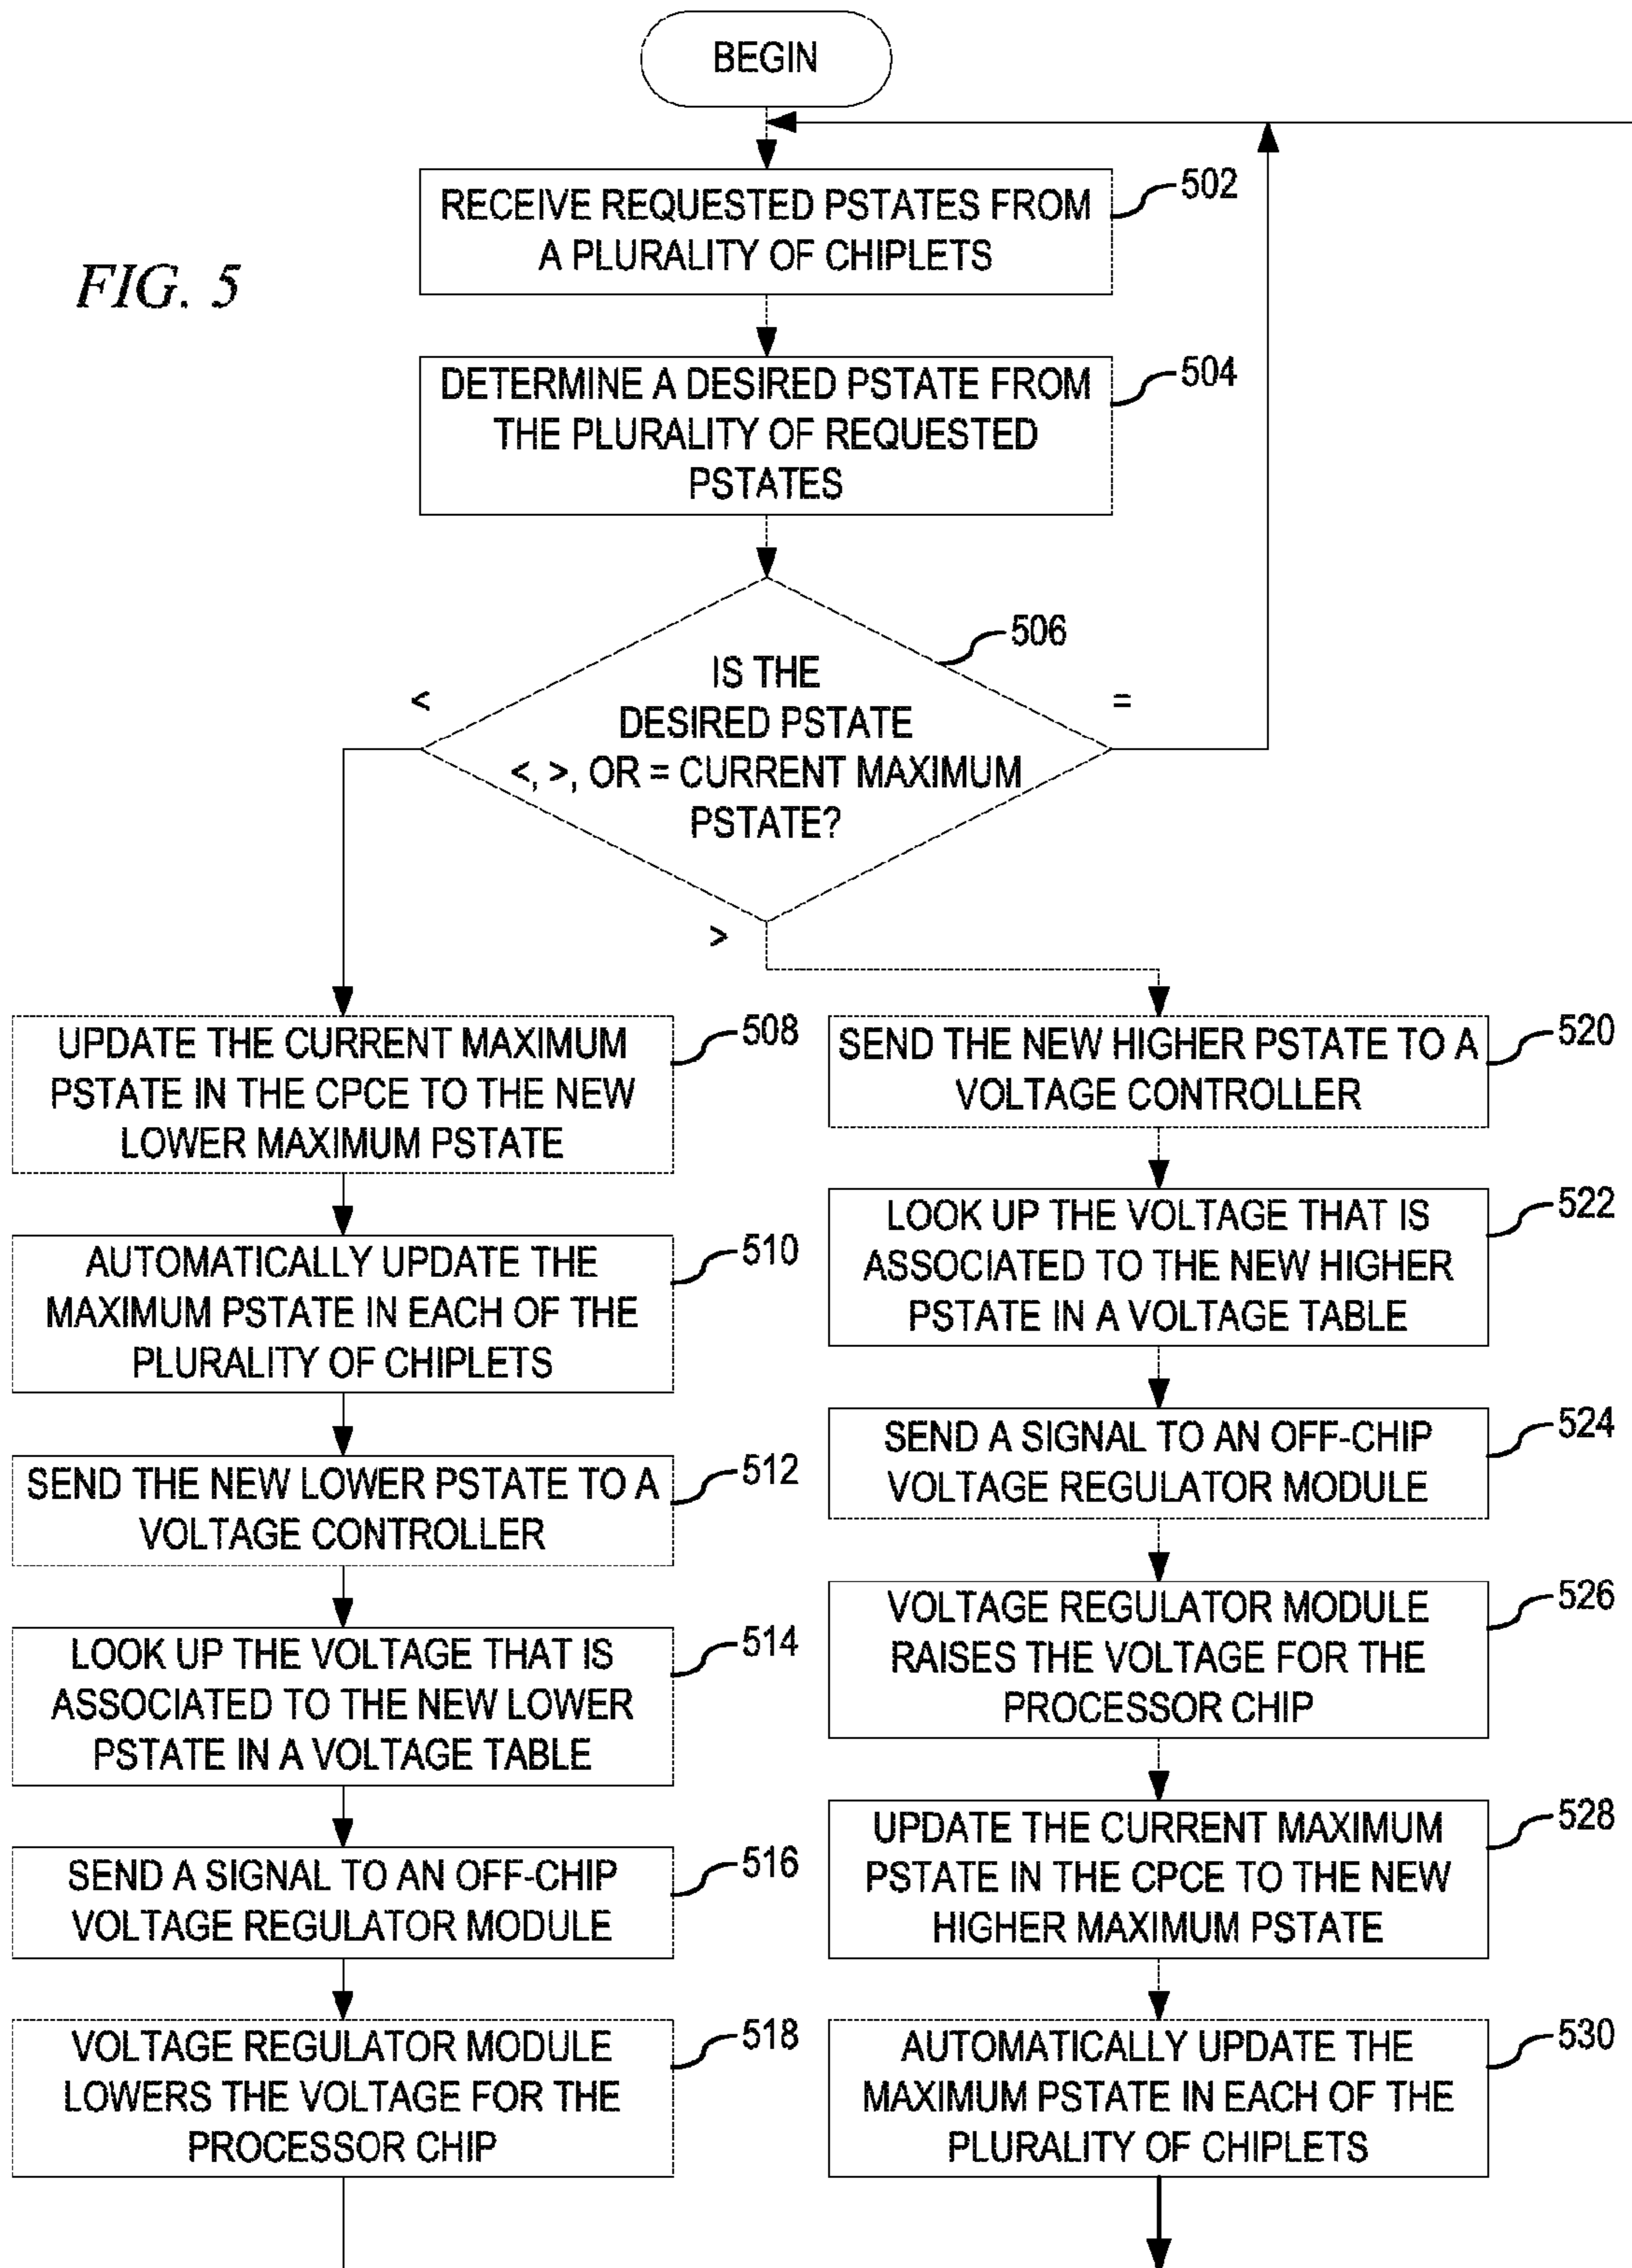 BEGIN
RECEIVE REQUESTED PSTATES FROM
A PLURALITY OF CHIPLETS
502
FIG. 5
DETERMINE A DESIRED PSTATE FROM
THE PLURALITY OF REQUESTED
PSTATES
504
506
IS THE
DESIRED PSTATE
<, >, OR = CURRENT MAXIMUM
PSTATE?
<
=
>
UPDATE THE CURRENT MAXIMUM
PSTATE IN THE CPCE TO THE NEW
LOWER MAXIMUM PSTATE
508
AUTOMATICALLY UPDATE THE
MAXIMUM PSTATE IN EACH OF THE
PLURALITY OF CHIPLETS
510
SEND THE NEW LOWER PSTATE TO A
VOLTAGE CONTROLLER
512
LOOK UP THE VOLTAGE THAT IS
ASSOCIATED TO THE NEW LOWER
PSTATE IN A VOLTAGE TABLE
514
SEND A SIGNAL TO AN OFF-CHIP
VOLTAGE REGULATOR MODULE
516
VOLTAGE REGULATOR MODULE
LOWERS THE VOLTAGE FOR THE
PROCESSOR CHIP
518
SEND THE NEW HIGHER PSTATE TO A
VOLTAGE CONTROLLER
520
LOOK UP THE VOLTAGE THAT IS
ASSOCIATED TO THE NEW HIGHER
PSTATE IN A VOLTAGE TABLE
522
SEND A SIGNAL TO AN OFF-CHIP
VOLTAGE REGULATOR MODULE
524
VOLTAGE REGULATOR MODULE
RAISES THE VOLTAGE FOR THE
PROCESSOR CHIP
526
UPDATE THE CURRENT MAXIMUM
PSTATE IN THE CPCE TO THE NEW
HIGHER MAXIMUM PSTATE
528
AUTOMATICALLY UPDATE THE
MAXIMUM PSTATE IN EACH OF THE
PLURALITY OF CHIPLETS
530